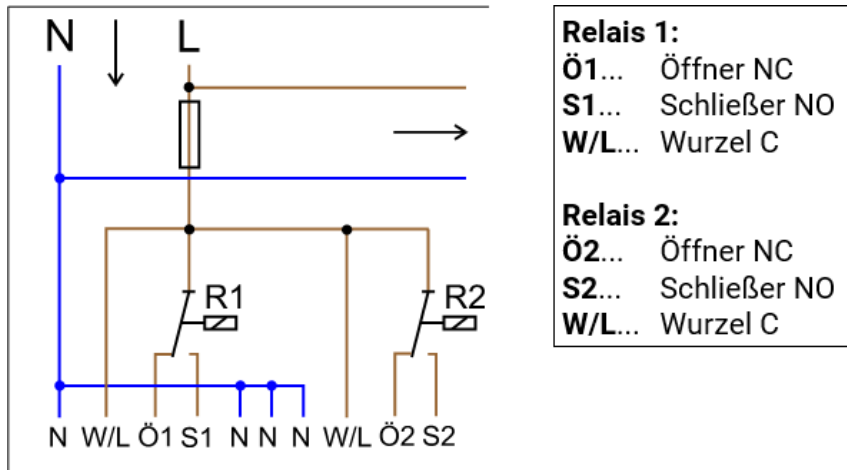 N L
R1 R2
N W/L Ö1 S1 N N N W/L Ö2 S2
Relais 1:
Ö1... Öffner NC
S1... Schließer NO
W/L... Wurzel C
Relais 2:
Ö2... Öffner NC
S2... Schließer NO
W/L... Wurzel C